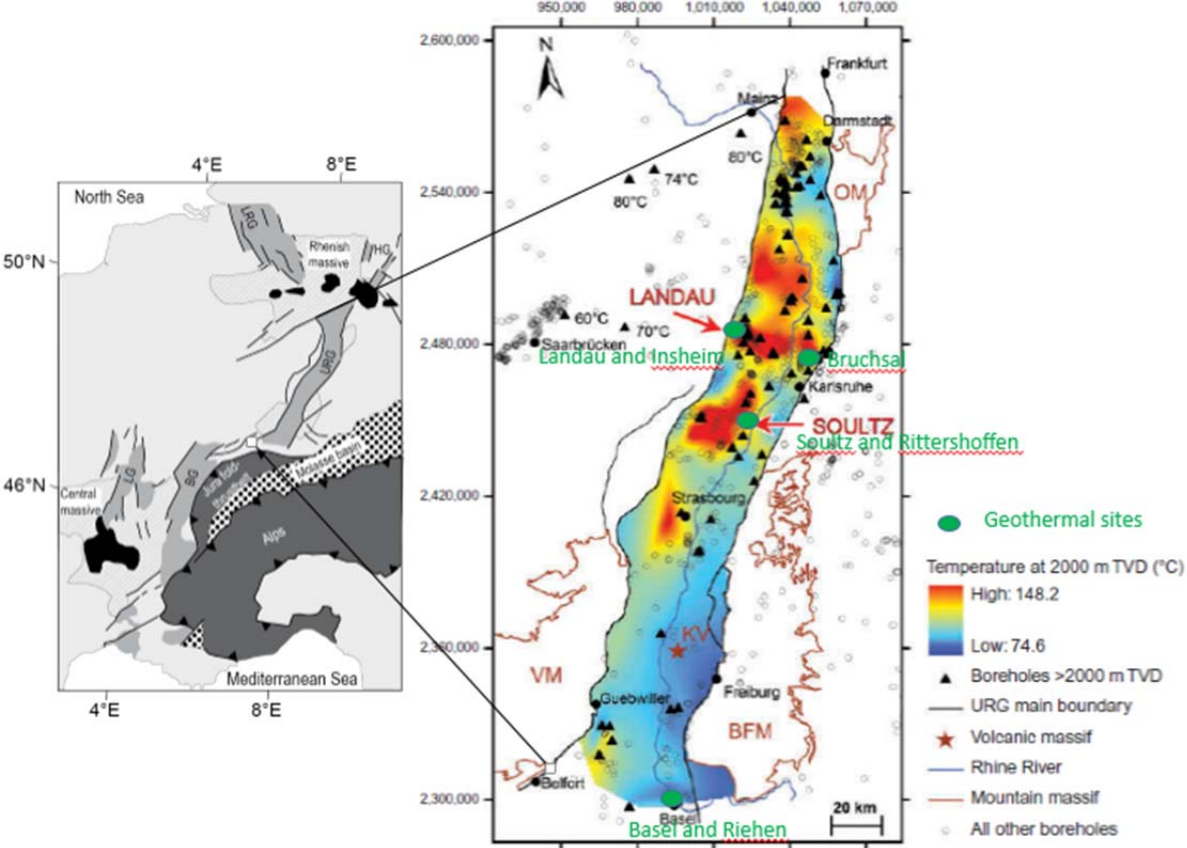 4°E 8°E
North Sea
LRG
Rhenish
massive
HG
50°N
URG
46°N
LG
BG
Jura fold-
Molasse basin
Central
massive
Alps
Mediterranean Sea
4°E 8°E
950,000 980,000 1,010,000 1,040,000 1,070,000
2,600,000
2,540,000
2,480,000
2,420,000
2,360,000
2,300,000
N
Frankfurt
Mainz
Darmstadt
80°C
74°C
80°C
OM
LANDAU
60°C
70°C
Saarbrücken
Landau and Insheim
Bruchsal
Karlsruhe
SOULTZ
Soultz and Rittershoffen
Strasbourg
KV
VM
Guebwiller
Freiburg
BFM
Belfort
20 km
Basel
Basel and Riehen
Geothermal sites
Temperature at 2000 m TVD (°C)
High: 148.2
Low: 74.6
Boreholes >2000 m TVD
URG main boundary
Volcanic massif
Rhine River
Mountain massif
All other boreholes